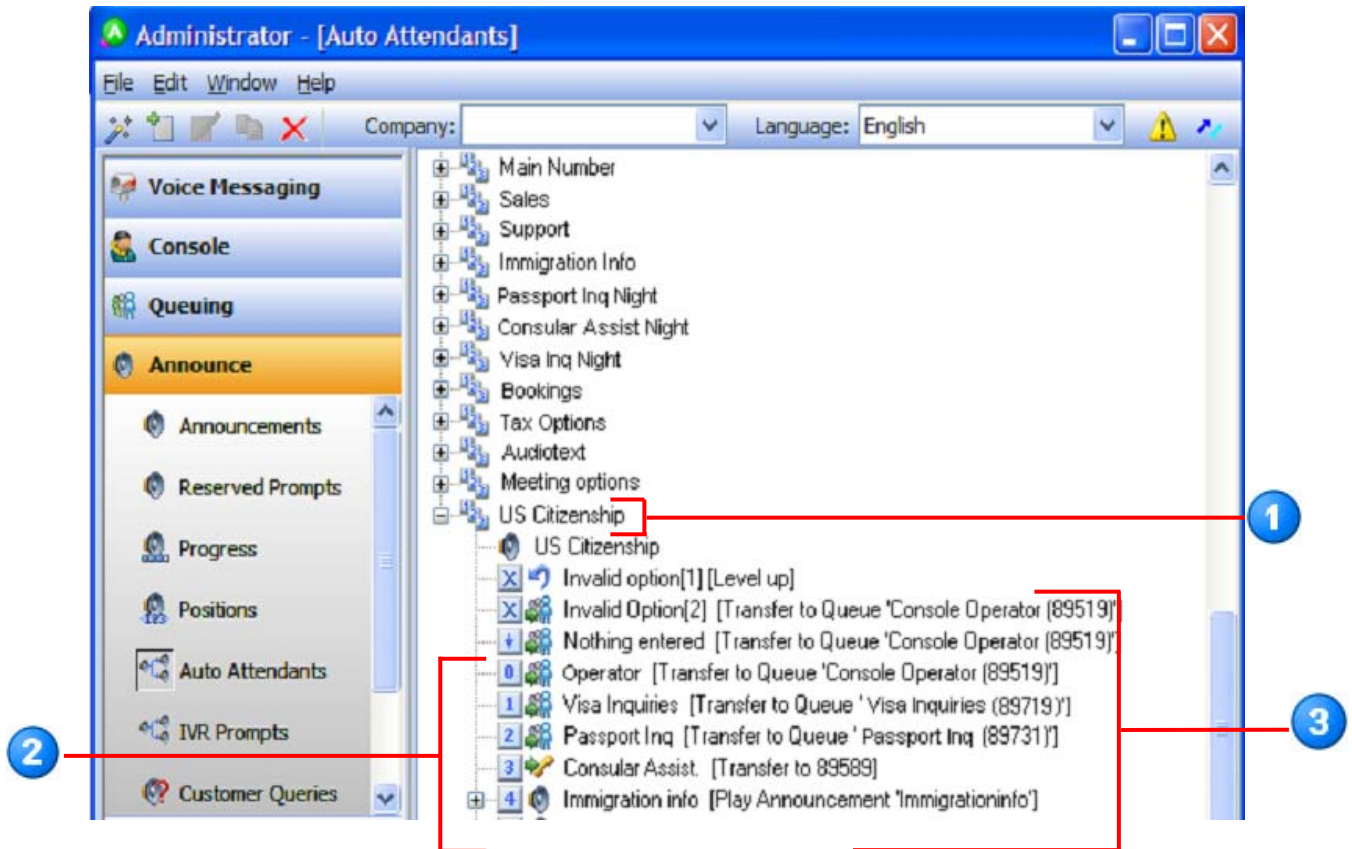 Administrator - [Auto Attendants]
File Edit Window Help
Company: Language: English
Voice Messaging
Console
Queuing
Announce
Announcements
Reserved Prompts
Progress
Positions
Auto Attendants
IVR Prompts
Customer Queries
Main Number
Sales
Support
Immigration Info
Passport Inq Night
Consular Assist Night
Visa Inq Night
Bookings
Tax Options
Audiotext
Meeting options
US Citizenship
US Citizenship
X Invalid option[1] [Level up]
X Invalid Option[2] [Transfer to Queue 'Console Operator (89519)']
Nothing entered [Transfer to Queue 'Console Operator (89519)']
0 Operator [Transfer to Queue 'Console Operator (89519)']
1 Visa Inquiries [Transfer to Queue ' Visa Inquiries (89719 )']
2 Passport Inq [Transfer to Queue ' Passport Inq (89731)']
3 Consular Assist. [Transfer to 89589]
4 Immigration info [Play Announcement 'Immigrationinfo']
1
2
3